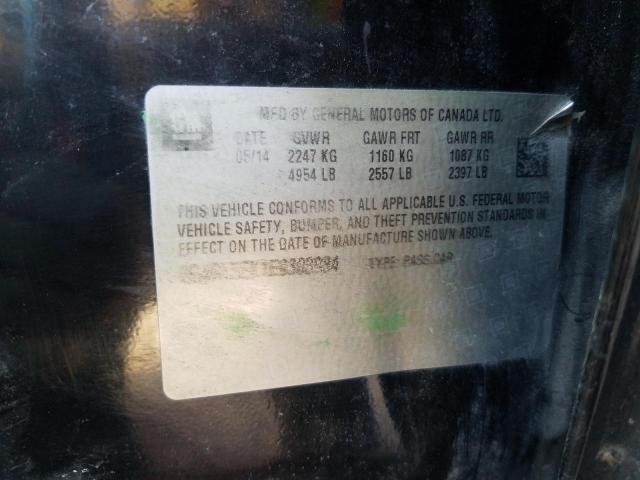 MFD BY GENERAL MOTORS OF CANADA LTD.
DATE GVWR GAWR FRT GAWR RR
05/14 2247 KG 1160 KG 1087 KG
4954 LB 2557 LB 2397 LB
THIS VEHICLE CONFORMS TO ALL APPLICABLE U.S. FEDERAL MOTOR
VEHICLE SAFETY, BUMPER, AND THEFT PREVENTION STANDARDS IN
EFFECT ON THE DATE OF MANUFACTURE SHOWN ABOVE.
TYPE: PASS CAR